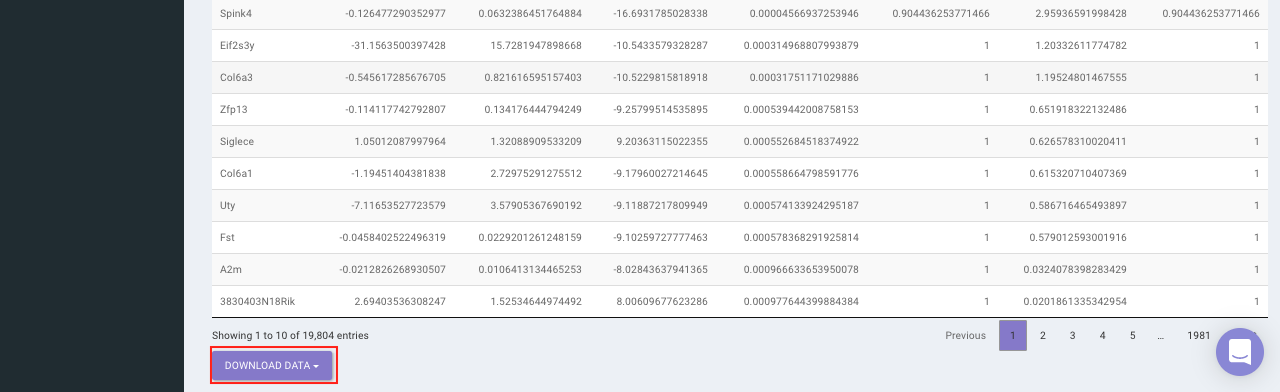 Spink4 -0.126477290352977 0.0632386451764884 -16.6931785028338 0.00004566937253946 0.904436253771466 2.95936591998428 0.904436253771466
Eif2s3y -31.1563500397428 15.7281947898668 -10.5433579328287 0.000314968807993879 1 1.20332611774782 1
Col6a3 -0.545617285676705 0.821616595157403 -10.5229815818918 0.00031751171029886 1 1.19524801467555 1
Zfp13 -0.114117742792807 0.134176444794249 -9.25799514535895 0.000539442008758153 1 0.651918322132486 1
Siglece 1.05012087997964 1.32088909533209 9.20363115022355 0.000552684518374922 1 0.626578310020411 1
Col6a1 -1.19451404381838 2.72975291275512 -9.17960027214645 0.000558664798591776 1 0.615320710407369 1
Uty -7.11653527723579 3.57905367690192 -9.11887217809949 0.000574133924295187 1 0.586716465493897 1
Fst -0.0458402522496319 0.0229201261248159 -9.10259727777463 0.000578368291925814 1 0.579012593001916 1
A2m -0.0212826268930507 0.0106413134465253 -8.02843637941365 0.000966633653950078 1 0.0324078398283429 1
3830403N18Rik 2.69403536308247 1.52534644974492 8.00609677623286 0.000977644399884384 1 0.0201861335342954 1
Showing 1 to 10 of 19,804 entries Previous 1 2 3 4 5 … 1981
DOWNLOAD DATA